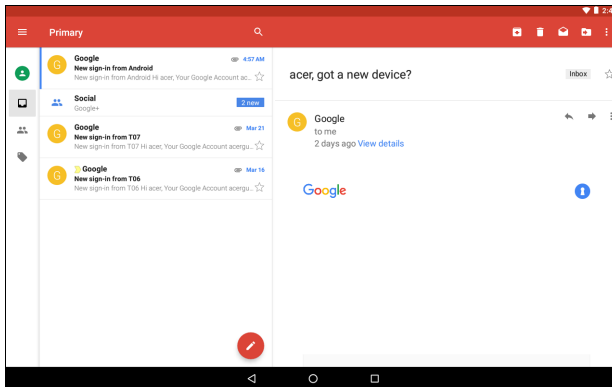 2:4
Primary
Google
4:57 AM
New sign-in from Android
New sign-in from Android Hi acer, Your Google Account ac...
Social
2 new
Google+
G
Google
Mar 21
New sign-in from T07
New sign-in from T07 Hi acer, Your Google Account acergu...
G
Google
Mar 16
New sign-in from T06
New sign-in from T06 Hi acer, Your Google Account acergu...
G
acer, got a new device?
Inbox
G
Google
to me
2 days ago View details
Google